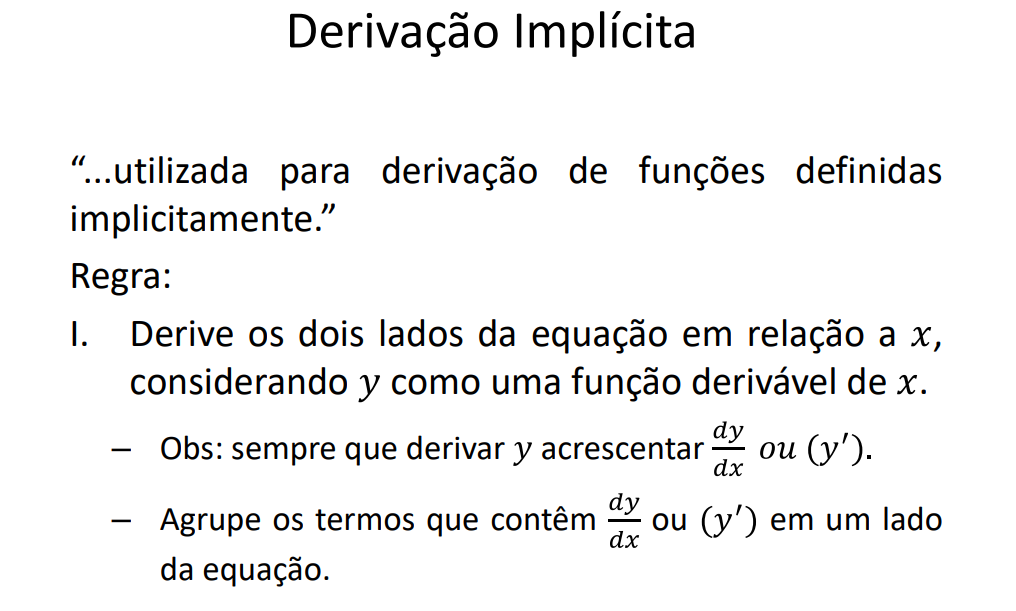 Derivação Implícita
“...utilizada para derivação de funções definidas
implicitamente.”
Regra:
I. Derive os dois lados da equação em relação a x,
considerando y como uma função derivável de x.
– Obs: sempre que derivar y acrescentar dy/dx ou (y′).
– Agrupe os termos que contêm dy/dx ou (y′) em um lado
da equação.